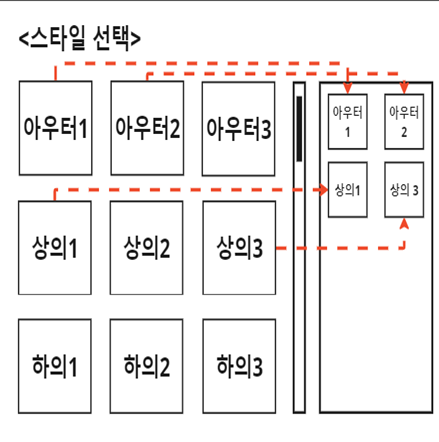 <스타일 선택>
아우터1 아우터2 아우터3
아우터 아우터
1 2
상의1 상의2 상의3
상의1 상의 3
하의1 하의2 하의3